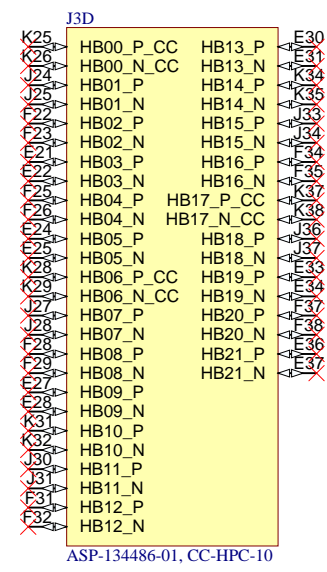 J3D
K25 HB00_P_CC HB13_P E30
K26 HB00_N_CC HB13_N E31
J24 HB01_P HB14_P K34
J25 HB01_N HB14_N K35
F22 HB02_P HB15_P J33
F23 HB02_N HB15_N J34
E21 HB03_P HB16_P F34
E22 HB03_N HB16_N F35
F25 HB04_P HB17_P_CC K37
F26 HB04_N HB17_N_CC K38
E24 HB05_P HB18_P J36
E25 HB05_N HB18_N J37
K28 HB06_P_CC HB19_P E33
K29 HB06_N_CC HB19_N E34
J27 HB07_P HB20_P F37
J28 HB07_N HB20_N F38
F28 HB08_P HB21_P E36
F29 HB08_N HB21_N E37
E27 HB09_P
E28 HB09_N
K31 HB10_P
K32 HB10_N
J30 HB11_P
J31 HB11_N
F31 HB12_P
F32 HB12_N
ASP-134486-01, CC-HPC-10